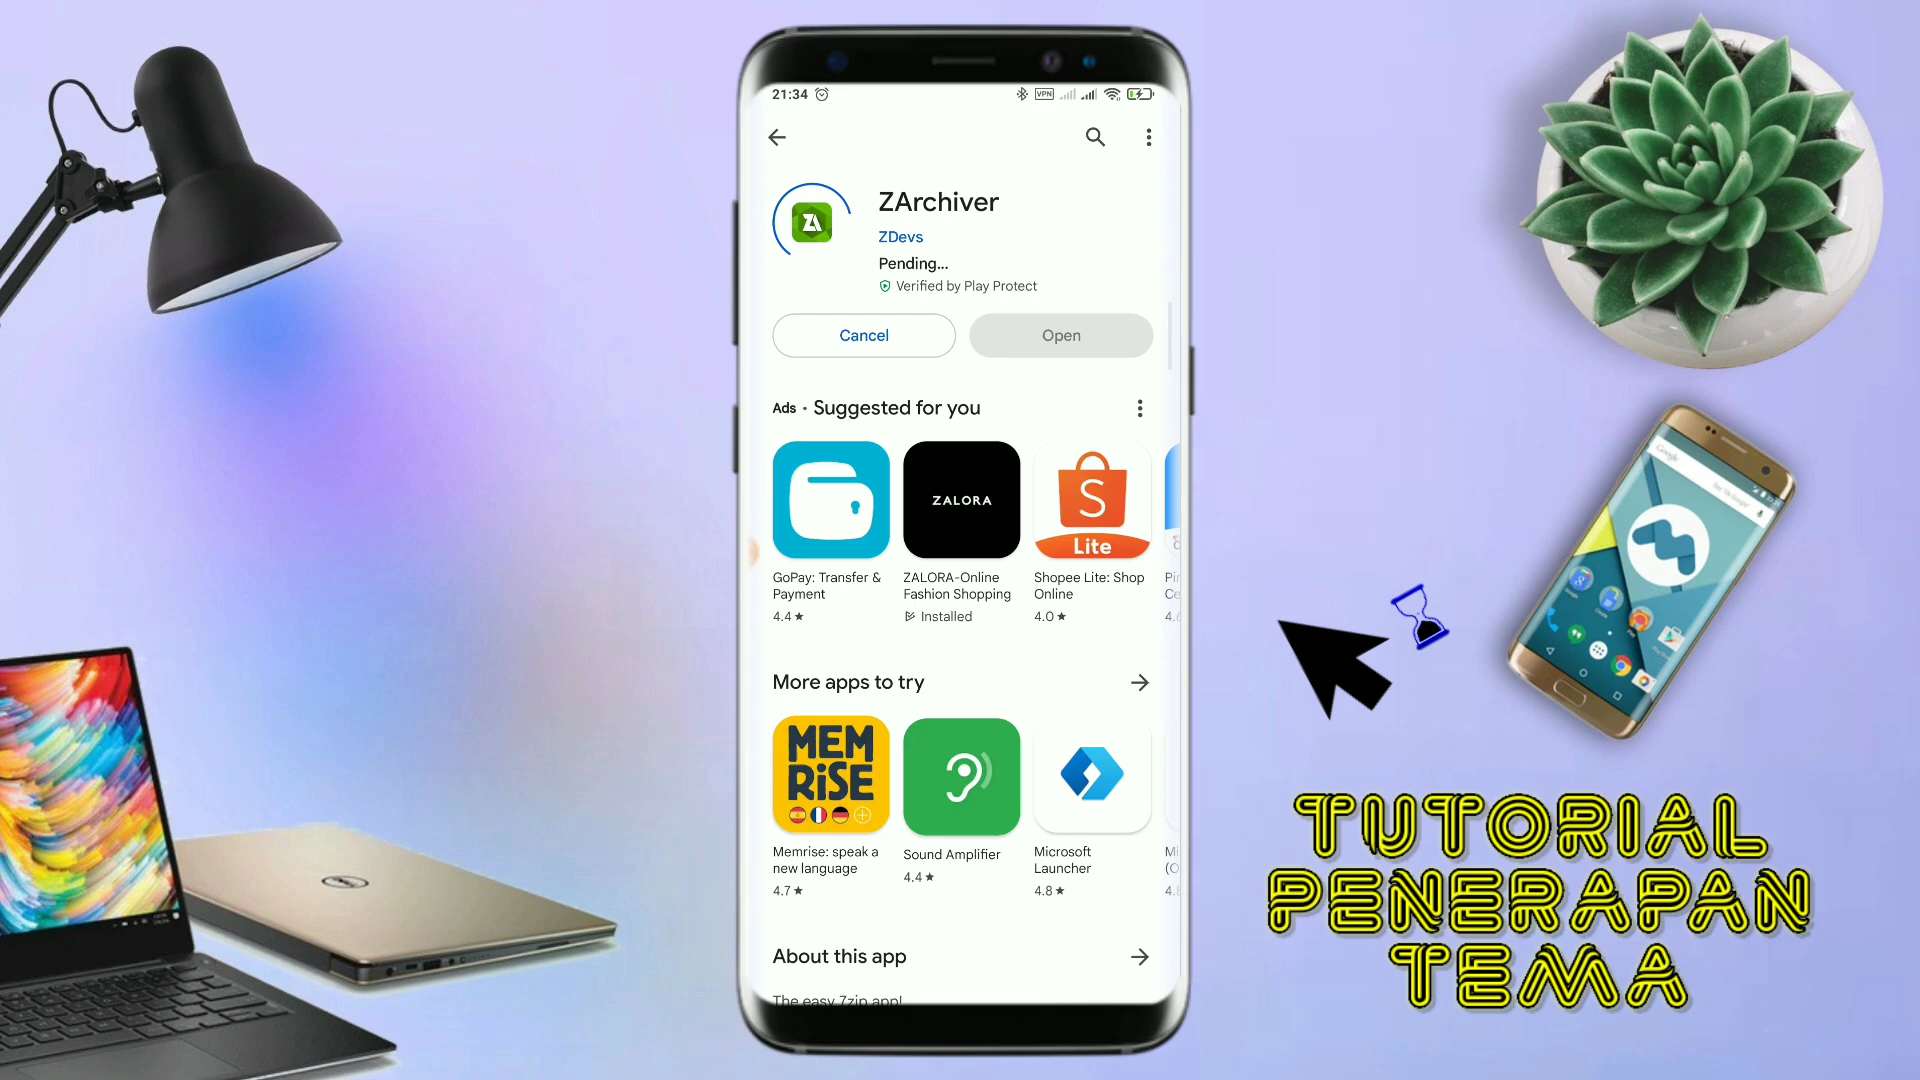 21:34
VPN
ZArchiver
ZDevs
Pending...
Verified by Play Protect
Cancel
Open
Ads • Suggested for you
ZALORA
S
Lite
GoPay: Transfer & Payment
4.4 ★
ZALORA-Online Fashion Shopping
Installed
Shopee Lite: Shop Online
4.0 ★
More apps to try
MEM
RiSE
Memrise: speak a new language
4.7 ★
Sound Amplifier
4.4 ★
Microsoft Launcher
4.8 ★
About this app
The easy 7zip app!
DELL
Google
TUTORIAL
PENERAPAN
TEMA